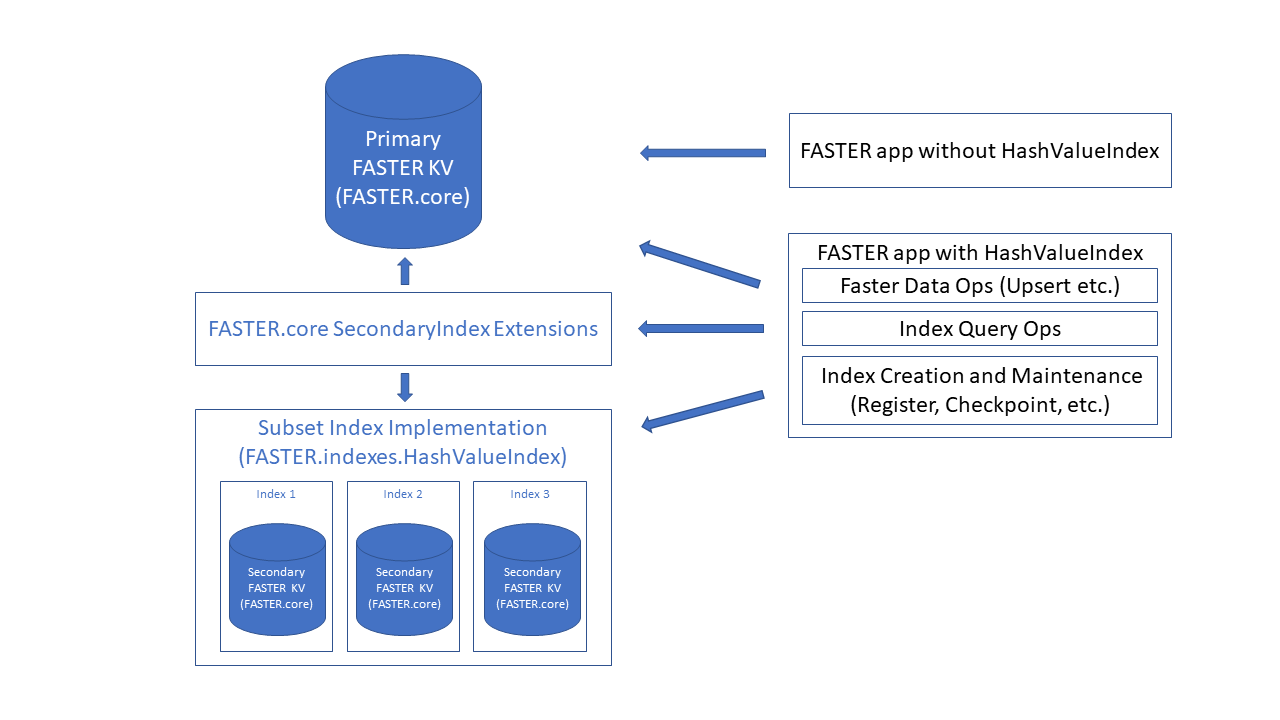 Primary
FASTER KV
(FASTER.core)
FASTER app without HashValueIndex
FASTER app with HashValueIndex
Faster Data Ops (Upsert etc.)
Index Query Ops
Index Creation and Maintenance
(Register, Checkpoint, etc.)
FASTER.core SecondaryIndex Extensions
Subset Index Implementation
(FASTER.indexes.HashValueIndex)
Index 1
Secondary
FASTER KV
(FASTER.core)
Index 2
Secondary
FASTER KV
(FASTER.core)
Index 3
Secondary
FASTER KV
(FASTER.core)